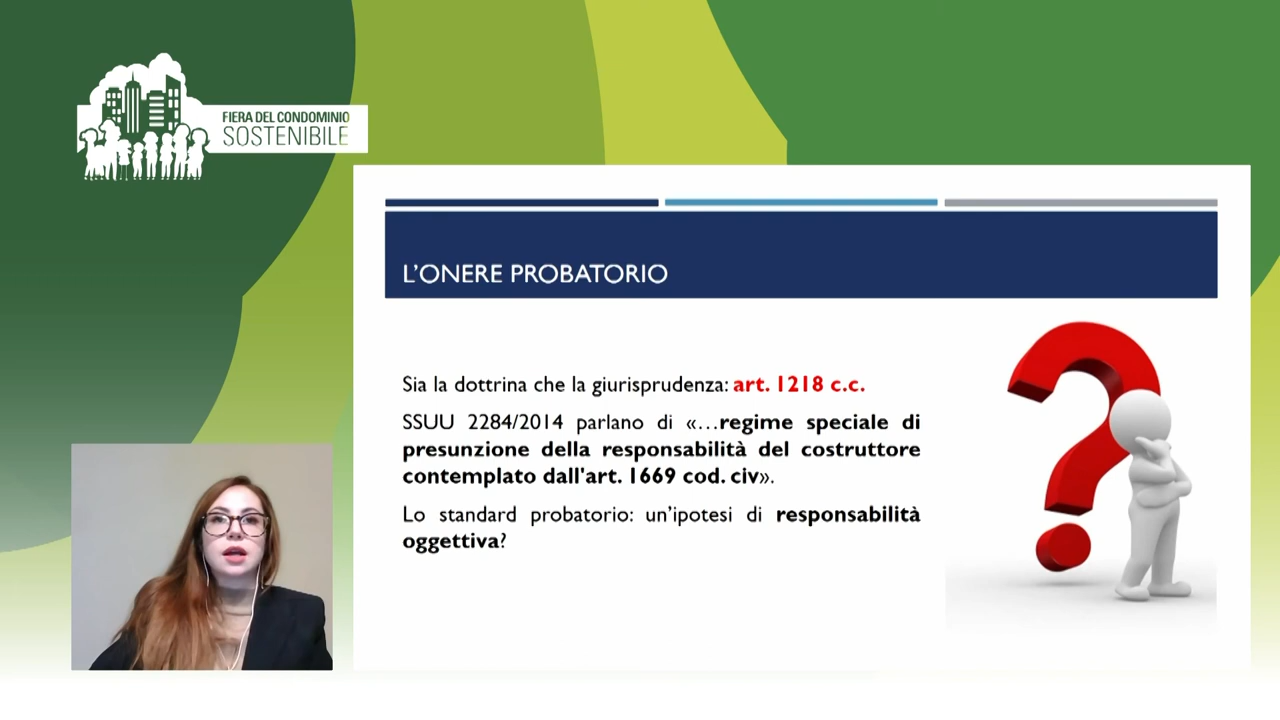 FIERA DEL CONDOMINIO
SOSTENIBILE
L'ONERE PROBATORIO
Sia la dottrina che la giurisprudenza: art. 1218 c.c.
SSUU 2284/2014 parlano di «…regime speciale di
presunzione della responsabilità del costruttore
contemplato dall'art. 1669 cod. civ».
Lo standard probatorio: un'ipotesi di responsabilità
oggettiva?